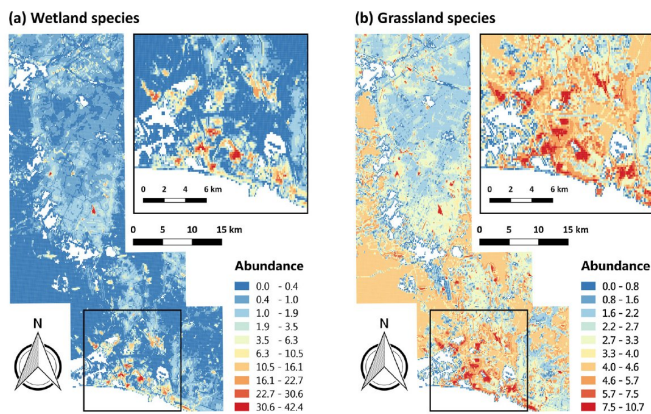 (a) Wetland species
0 2 4 6 km
0 5 10 15 km
Abundance
0.0 - 0.4
0.4 - 1.0
1.0 - 1.9
1.9 - 3.5
3.5 - 6.3
6.3 - 10.5
10.5 - 16.1
16.1 - 22.7
22.7 - 30.6
30.6 - 42.4
N
(b) Grassland species
0 2 4 6 km
0 5 10 15 km
Abundance
0.0 - 0.8
0.8 - 1.6
1.6 - 2.2
2.2 - 2.7
2.7 - 3.3
3.3 - 4.0
4.0 - 4.6
4.6 - 5.7
5.7 - 7.5
7.5 - 10.7
N